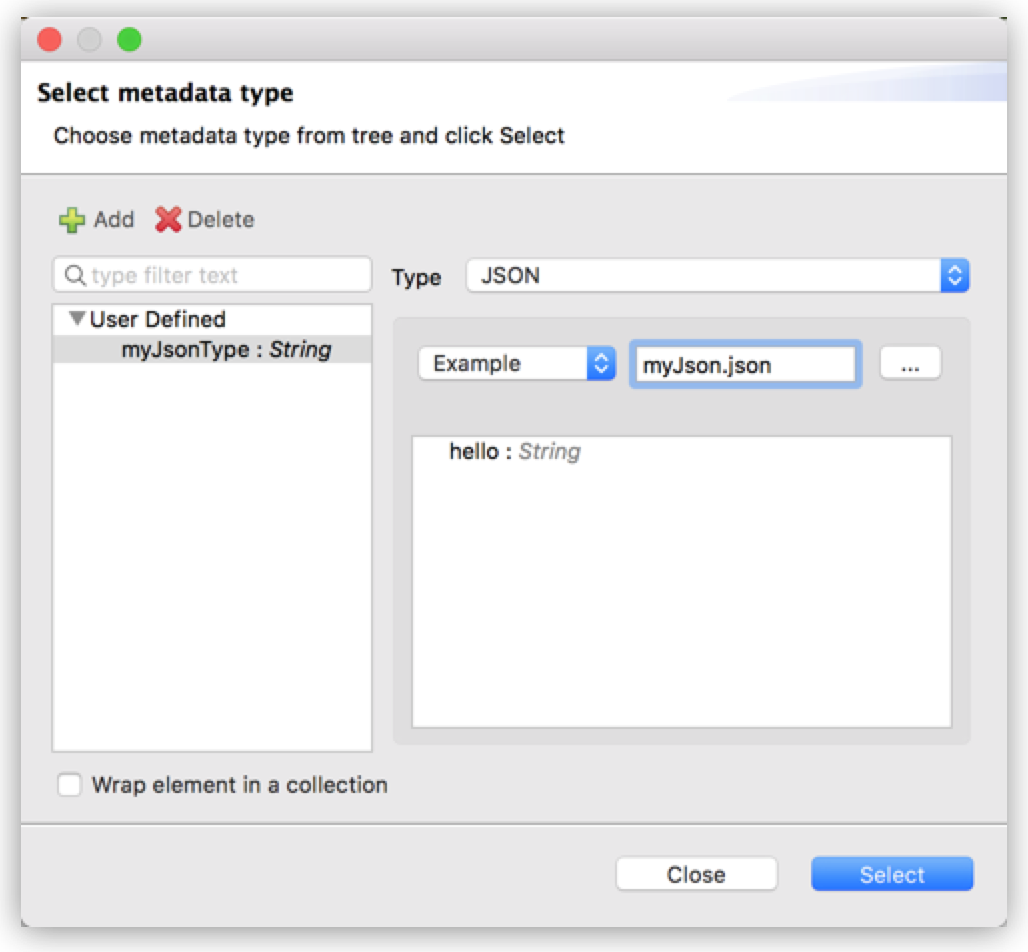 Select metadata type
Choose metadata type from tree and click Select
Add Delete
type filter text
Type JSON
User Defined
myJsonType : String
Example myJson.json ...
hello : String
Wrap element in a collection
Close Select